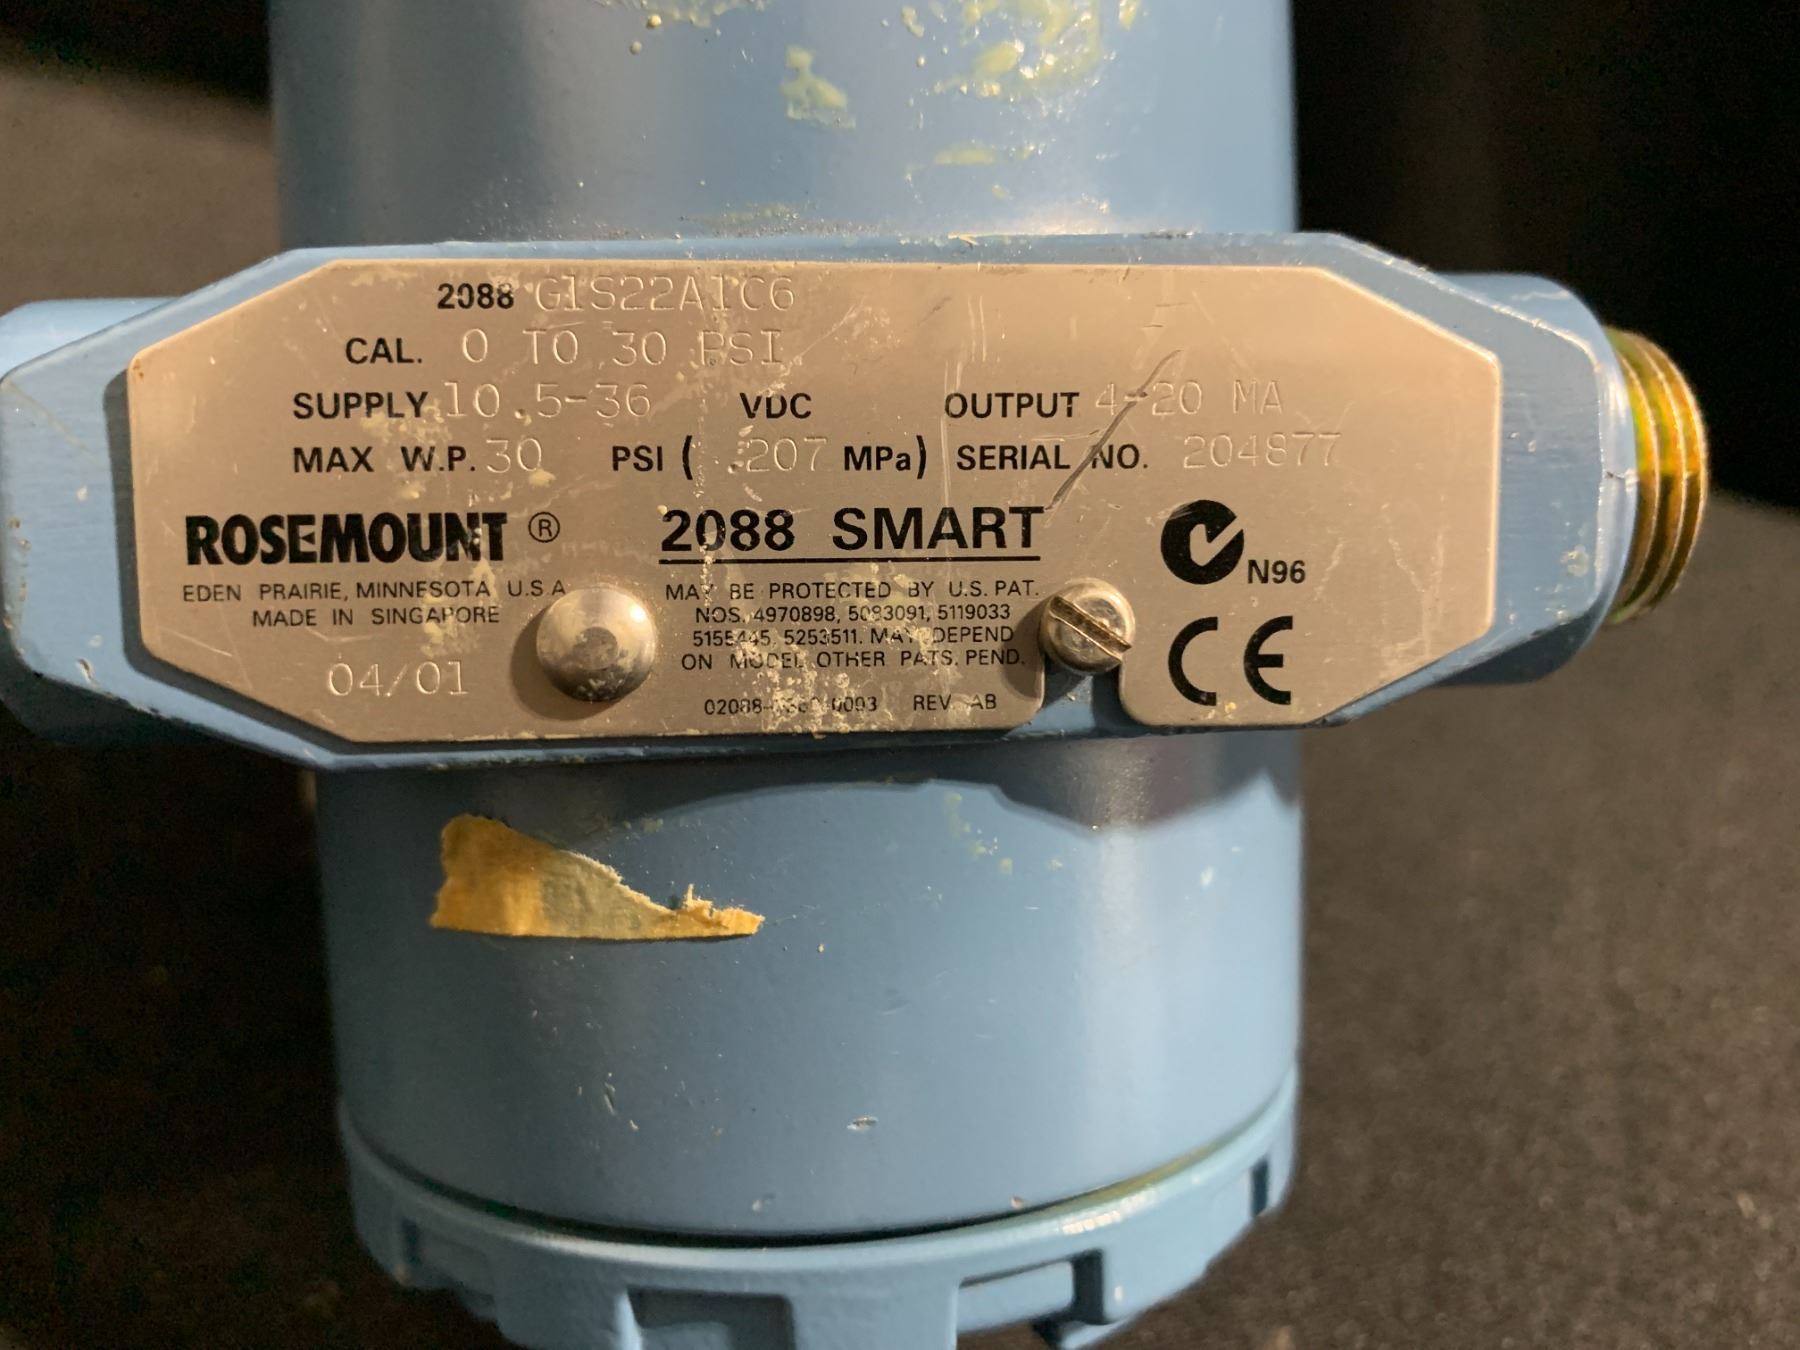 2088 G1S22A1C6
CAL. 0 TO 30 PSI
SUPPLY 10.5-36 VDC OUTPUT 4-20 MA
MAX W.P. 30 PSI ( .207 MPa) SERIAL NO. 204877
ROSEMOUNT ® 2088 SMART
N96
EDEN PRAIRIE, MINNESOTA U.S.A
MADE IN SINGAPORE
04/01
MAY BE PROTECTED BY U.S. PAT.
NOS. 4970898, 5083091, 5119033
5155445, 5253511. MAY DEPEND
ON MODEL OTHER PATS. PEND.
REV. AB
CE